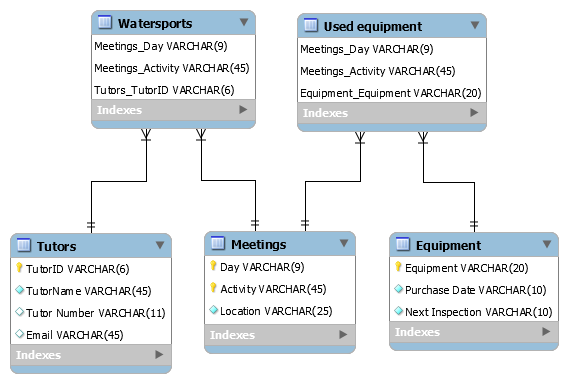 Watersports
Meetings_Day VARCHAR(9)
Meetings_Activity VARCHAR(45)
Tutors_TutorID VARCHAR(6)
Indexes
Used equipment
Meetings_Day VARCHAR(9)
Meetings_Activity VARCHAR(45)
Equipment_Equipment VARCHAR(20)
Indexes
Tutors
TutorID VARCHAR(6)
TutorName VARCHAR(45)
Tutor Number VARCHAR(11)
Email VARCHAR(45)
Indexes
Meetings
Day VARCHAR(9)
Activity VARCHAR(45)
Location VARCHAR(25)
Indexes
Equipment
Equipment VARCHAR(20)
Purchase Date VARCHAR(10)
Next Inspection VARCHAR(10)
Indexes